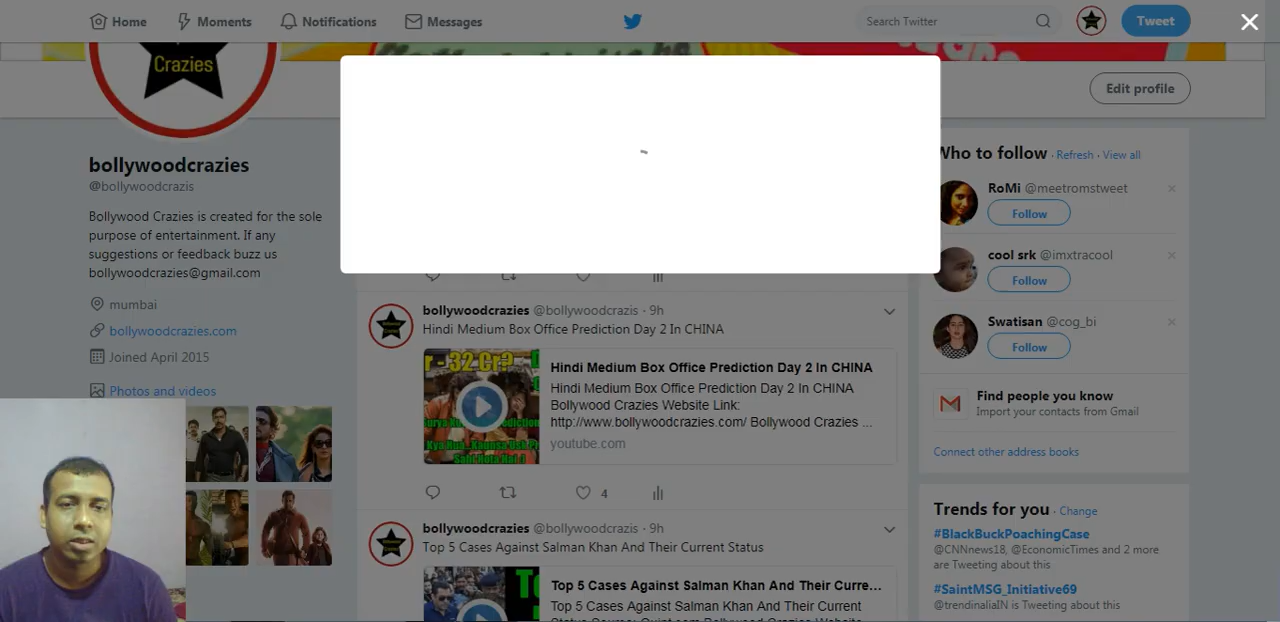 Home
Moments
Notifications
Messages
Search Twitter
Tweet
Crazies
Edit profile
bollywoodcrazies
@bollywoodcrazis
Bollywood Crazies is created for the sole
purpose of entertainment. If any
suggestions or feedback buzz us
bollywoodcrazies@gmail.com
mumbai
bollywoodcrazies.com
Joined April 2015
Photos and videos
bollywoodcrazies @bollywoodcrazis · 9h
Hindi Medium Box Office Prediction Day 2 In CHINA
r - 32 Cr?
Hindi Medium Box Office Prediction Day 2 In CHINA
Hindi Medium Box Office Prediction Day 2 In CHINA
Bollywood Crazies Website Link:
http://www.bollywoodcrazies.com/ Bollywood Crazies ...
youtube.com
4
bollywoodcrazies @bollywoodcrazis · 9h
Top 5 Cases Against Salman Khan And Their Current Status
Top 5 Cases Against Salman Khan And Their Curre...
Top 5 Cases Against Salman Khan And Their Current
Who to follow · Refresh · View all
RoMi @meetromstweet
Follow
cool srk @imxtracool
Follow
Swatisan @cog_bi
Follow
Find people you know
Import your contacts from Gmail
Connect other address books
Trends for you · Change
#BlackBuckPoachingCase
@CNNnews18, @EconomicTimes and 2 more
are Tweeting about this
#SaintMSG_Initiative69
@trendinaliaIN is Tweeting about this